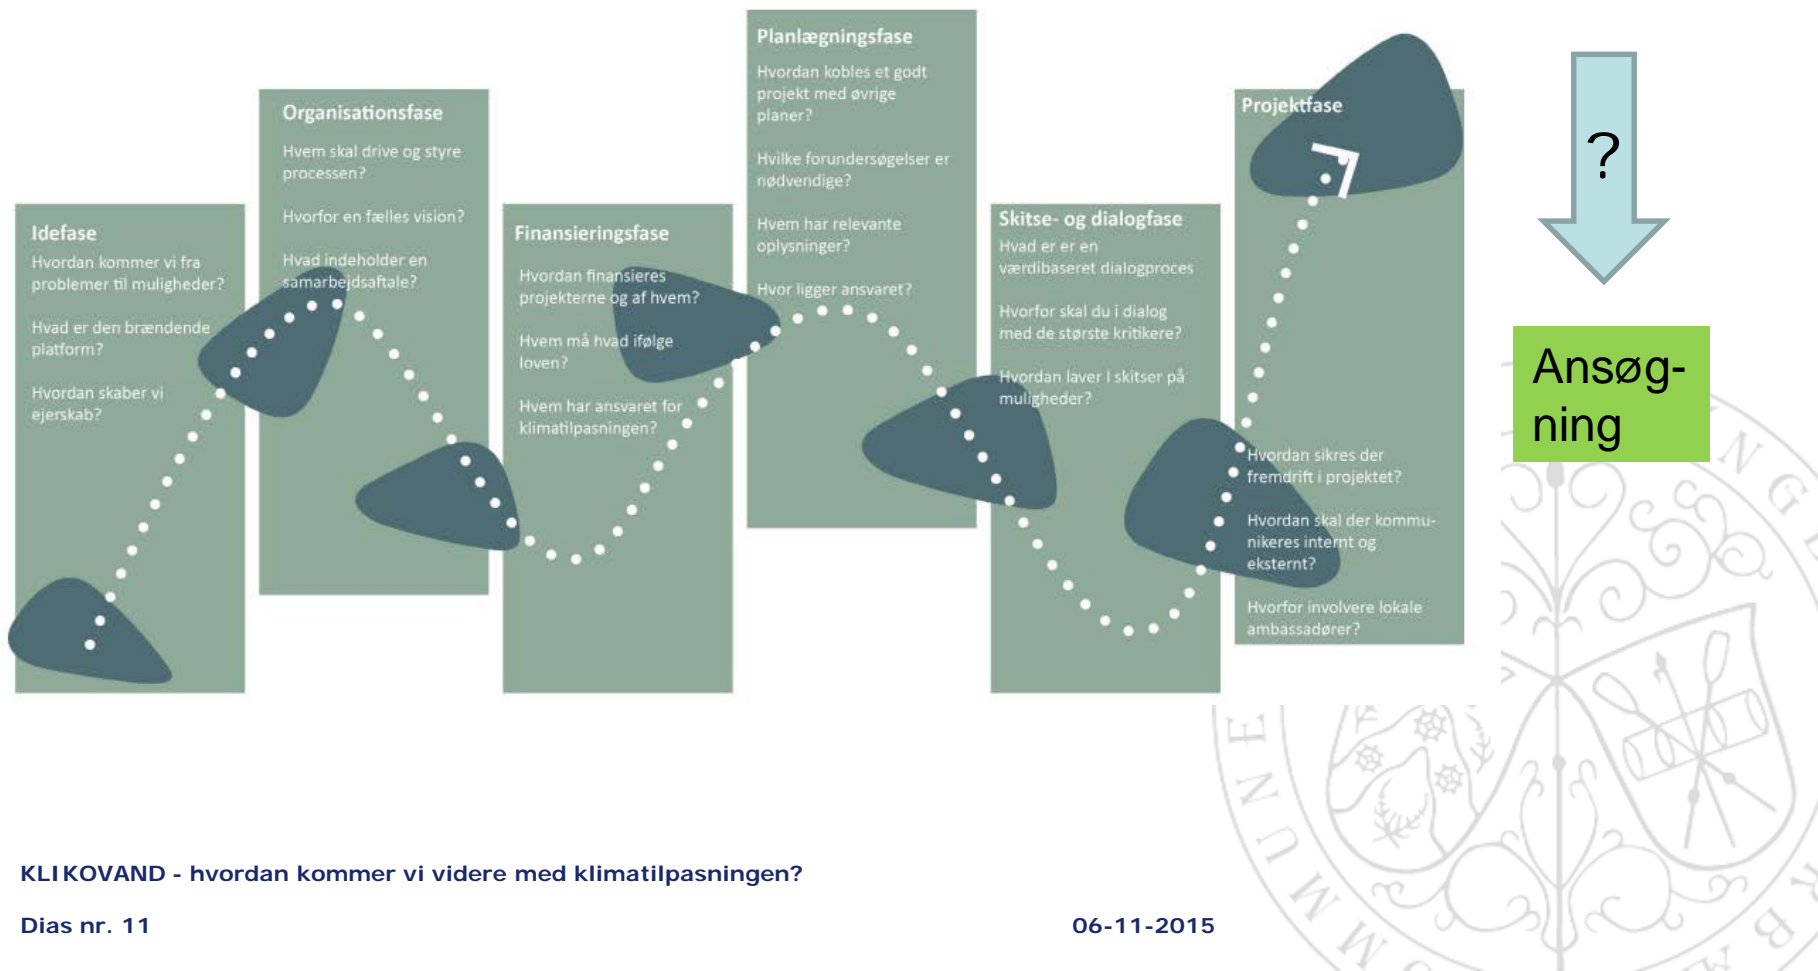 Idefase
Hvordan kommer vi fra
problemer til muligheder?
Hvad er den brændende
platform?
Hvordan skaber vi
ejerskab?
Organisationsfase
Hvem skal drive og styre
processen?
Hvorfor en fælles vision?
Hvad indeholder en
samarbejdsaftale?
Finansieringsfase
Hvordan finansieres
projekterne og af hvem?
Hvem må hvad ifølge
loven?
Hvem har ansvaret for
klimatilpasningen?
Planlægningsfase
Hvordan kobles et godt
projekt med øvrige
planer?
Hvilke forundersøgelser er
nødvendige?
Hvem har relevante
oplysninger?
Hvor ligger ansvaret?
Skitse- og dialogfase
Hvad er er en
værdibaseret dialogproces
Hvorfor skal du i dialog
med de største kritikere?
Hvordan laver I skitser på
muligheder?
Projektfase
Hvordan sikres der
fremdrift i projektet?
Hvordan skal der kommu-
nikeres internt og
eksternt?
Hvorfor involvere lokale
ambassadører?
?
Ansøg-
ning
KLIKOVAND - hvordan kommer vi videre med klimatilpasningen?
Dias nr. 11
06-11-2015